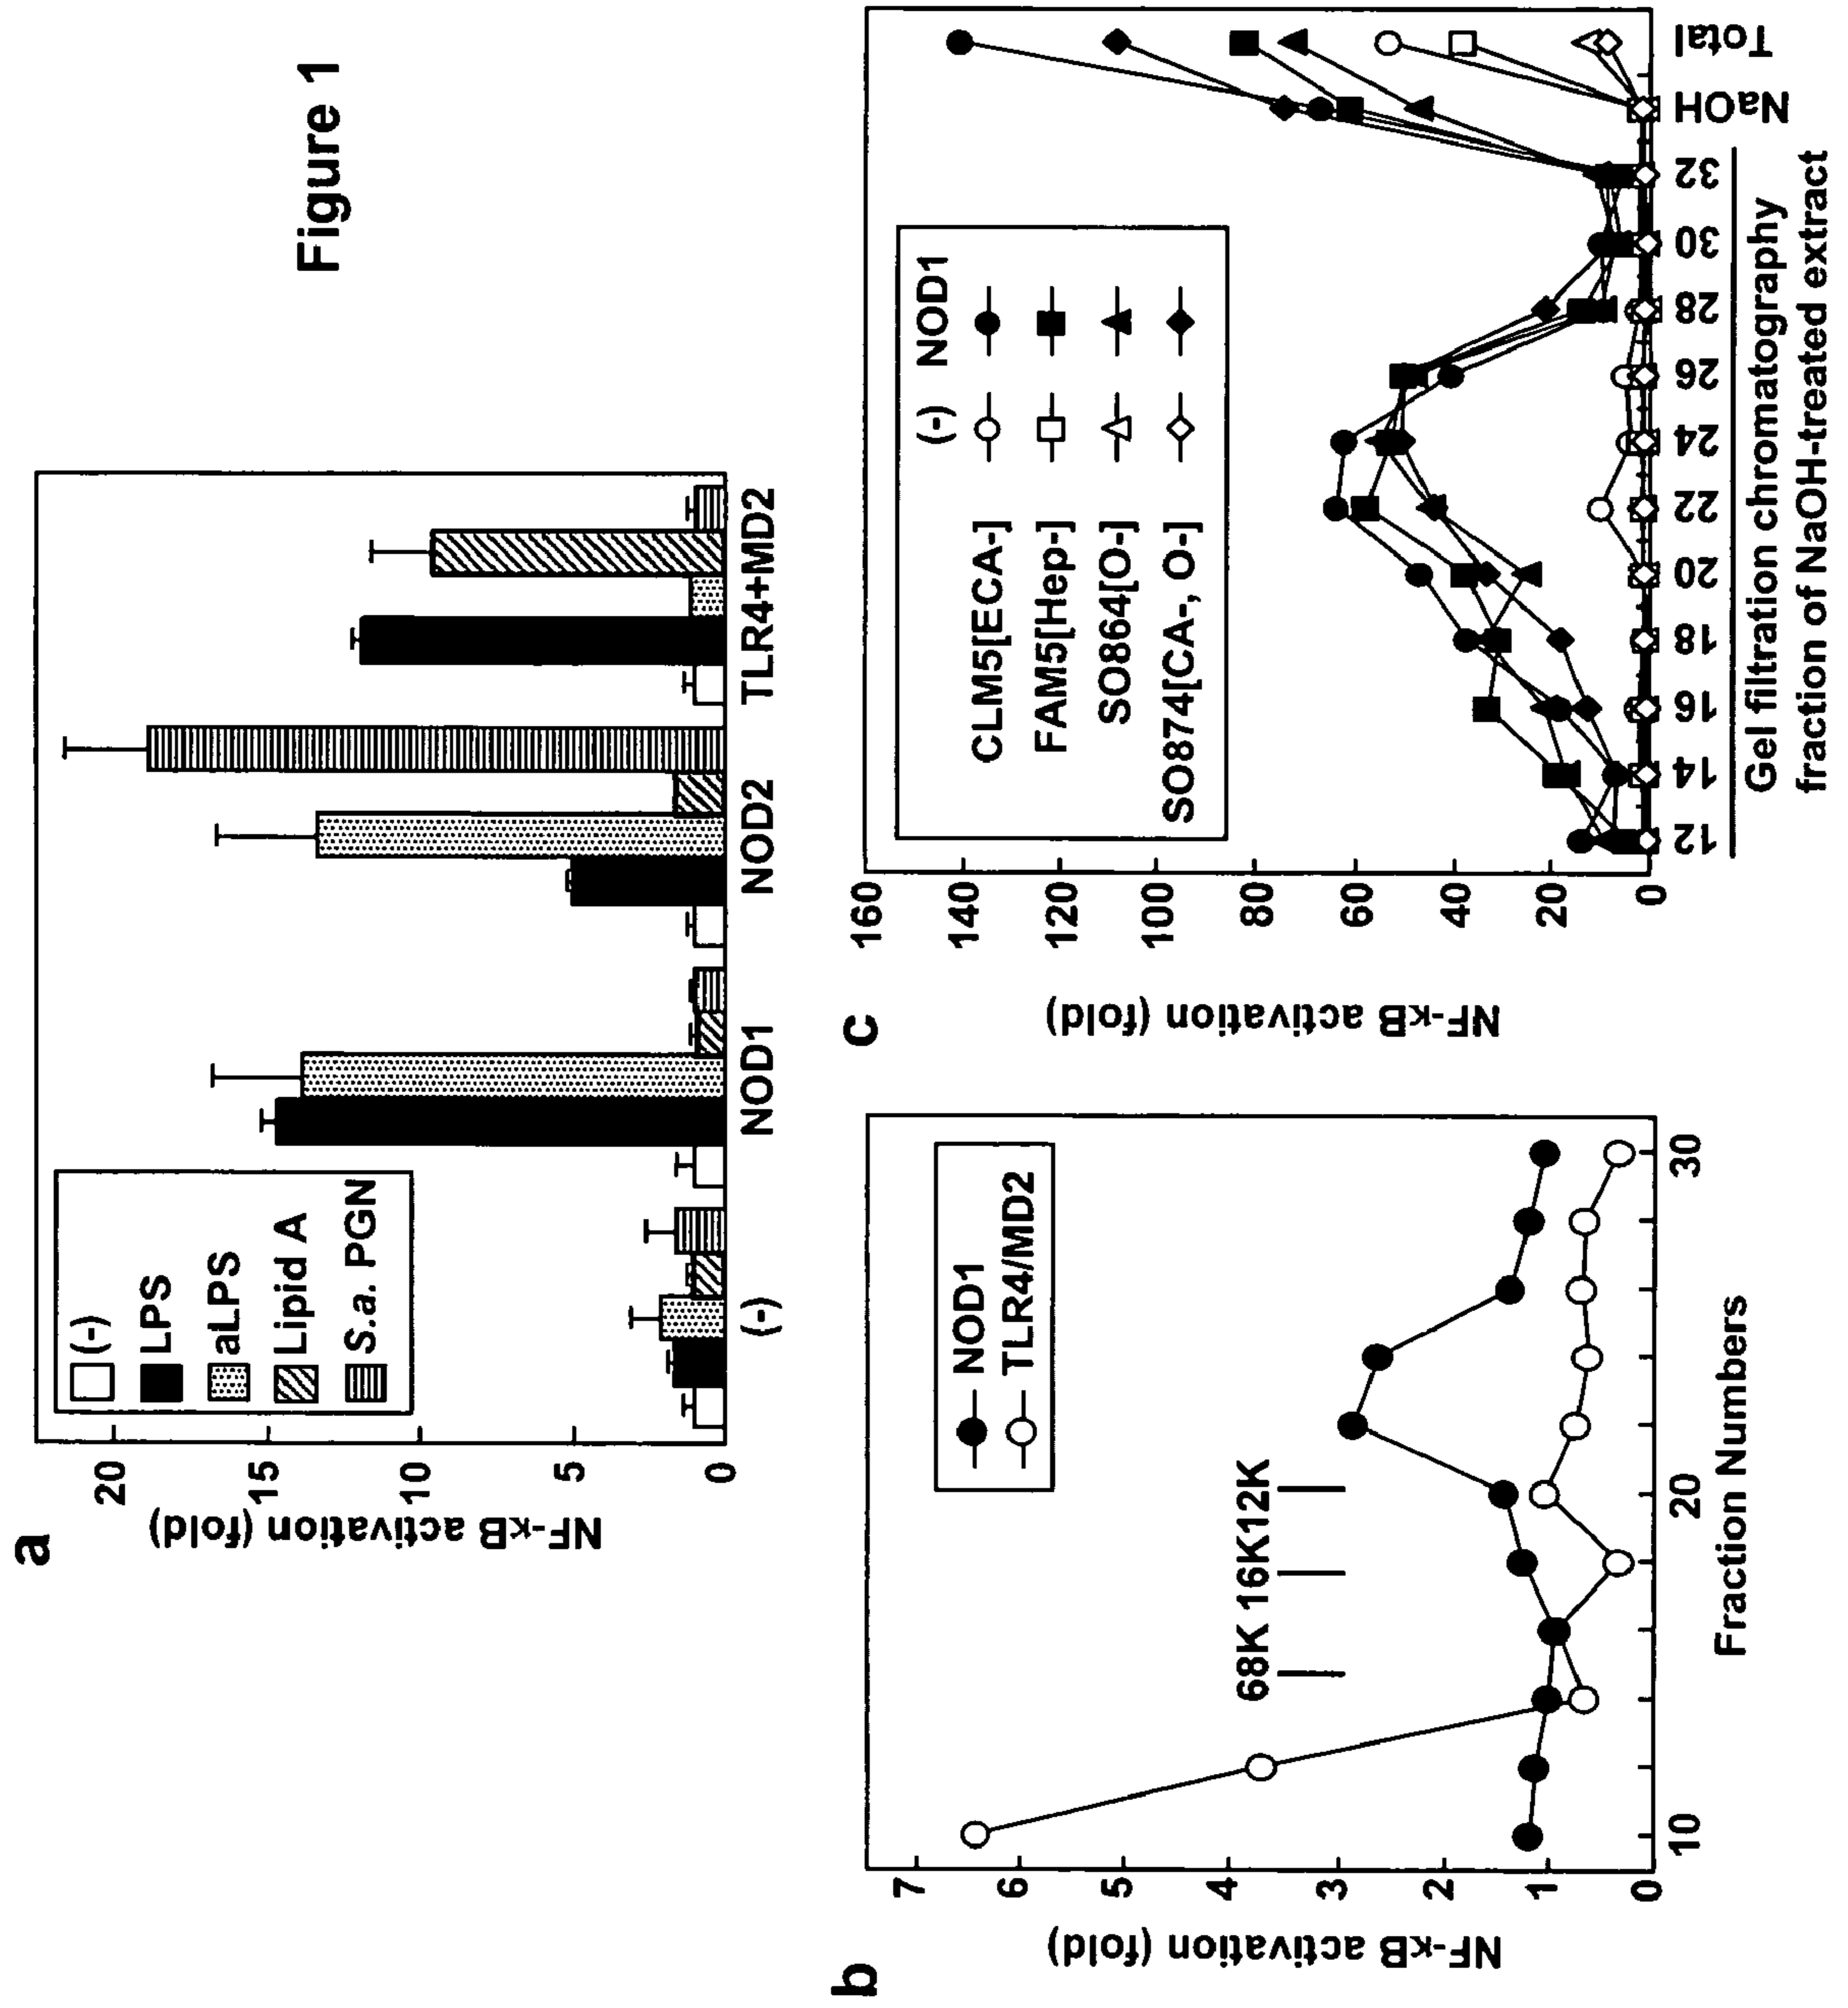 Figure 1
a
NF-κB activation (fold)
20
15
10
5
0
(-)
LPS
aLPS
Lipid A
S.a. PGN
(-)
NOD1
NOD2
TLR4+MD2
b
NF-κB activation (fold)
7
6
5
4
3
2
1
0
NOD1
TLR4/MD2
68K 16K 12K
10
20
30
Fraction Numbers
c
NF-κB activation (fold)
160
140
120
100
80
60
40
20
0
(-) NOD1
CLM5[ECA-]
FAM5[Hep-]
SO864[O-]
SO874[CA-, O-]
12 14 16 18 20 22 24 26 28 30 32 NaOH Total
Gel filtration chromatography
fraction of NaOH-treated extract